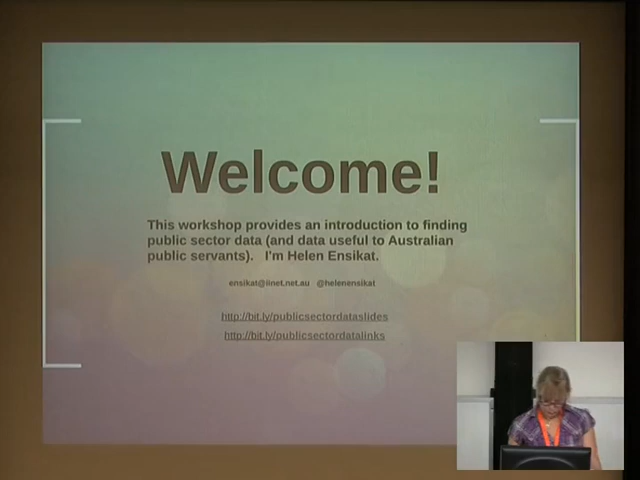 Welcome!
This workshop provides an introduction to finding
public sector data (and data useful to Australian
public servants).   I'm Helen Ensikat.
ensikat@iinet.net.au   @helenensikat
http://bit.ly/publicsectordataslides
http://bit.ly/publicsectordatalinks